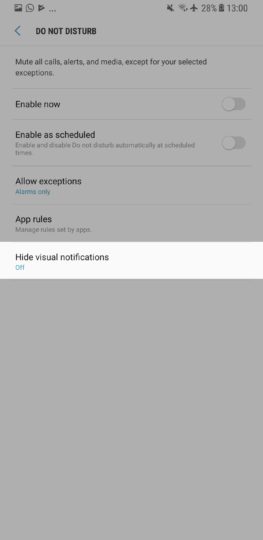 ... 28% 13:00
DO NOT DISTURB
Mute all calls, alerts, and media, except for your selected
exceptions.
Enable now
Enable as scheduled
Enable and disable Do not disturb automatically at scheduled
times.
Allow exceptions
Alarms only
App rules
Manage rules set by apps.
Hide visual notifications
Off